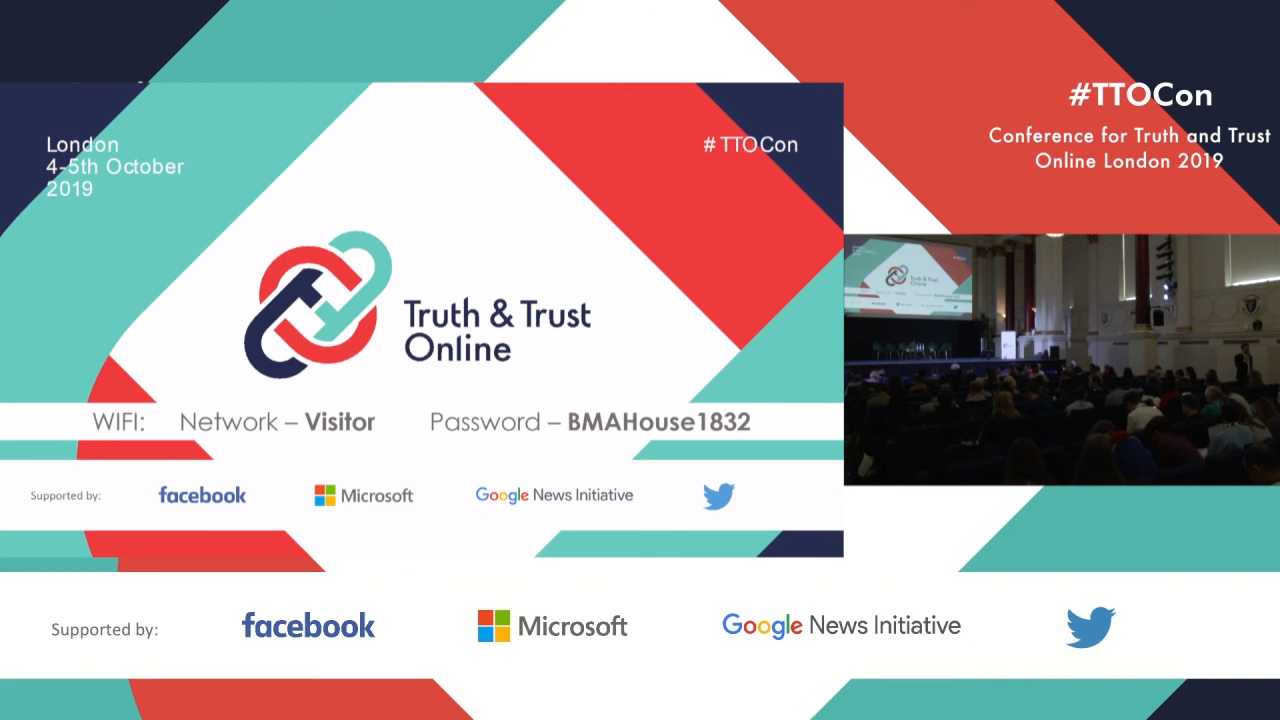 London
4-5th October
2019
# TTOCon
Truth & Trust
Online
WIFI: Network – Visitor Password – BMAHouse1832
Supported by: facebook Microsoft Google News Initiative
#TTOCon
Conference for Truth and Trust
Online London 2019
Supported by: facebook Microsoft Google News Initiative